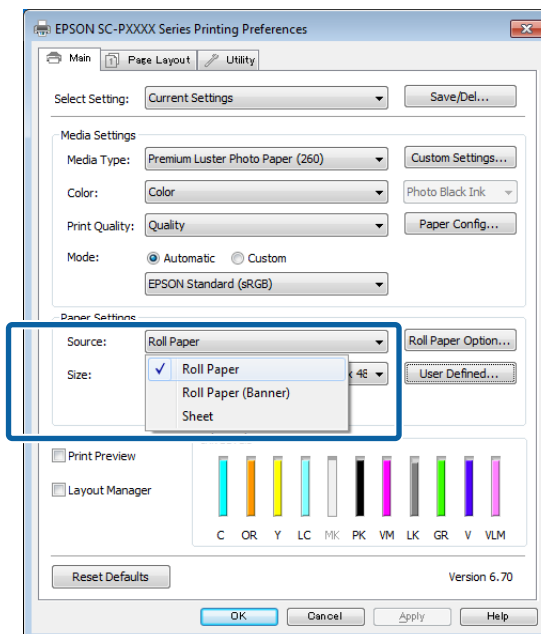 EPSON SC-PXXXX Series Printing Preferences
Main Page Layout Utility
Select Setting: Current Settings Save/Del...
Media Settings
Media Type: Premium Luster Photo Paper (260) Custom Settings...
Color: Color Photo Black Ink
Print Quality: Quality Paper Config...
Mode: Automatic Custom
EPSON Standard (sRGB)
Paper Settings
Source: Roll Paper Roll Paper Option...
Roll Paper
Size: x 48 User Defined...
Roll Paper (Banner)
Sheet
Print Preview
Layout Manager
C OR Y LC MK PK VM LK GR V VLM
Reset Defaults Version 6.70
OK Cancel Apply Help